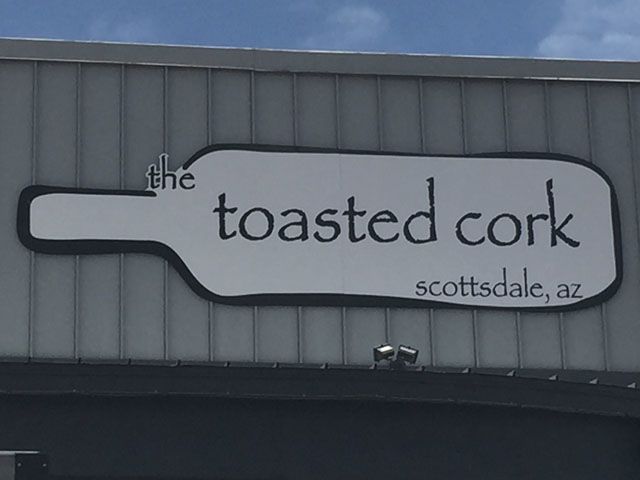 the
toasted cork
scottsdale, az